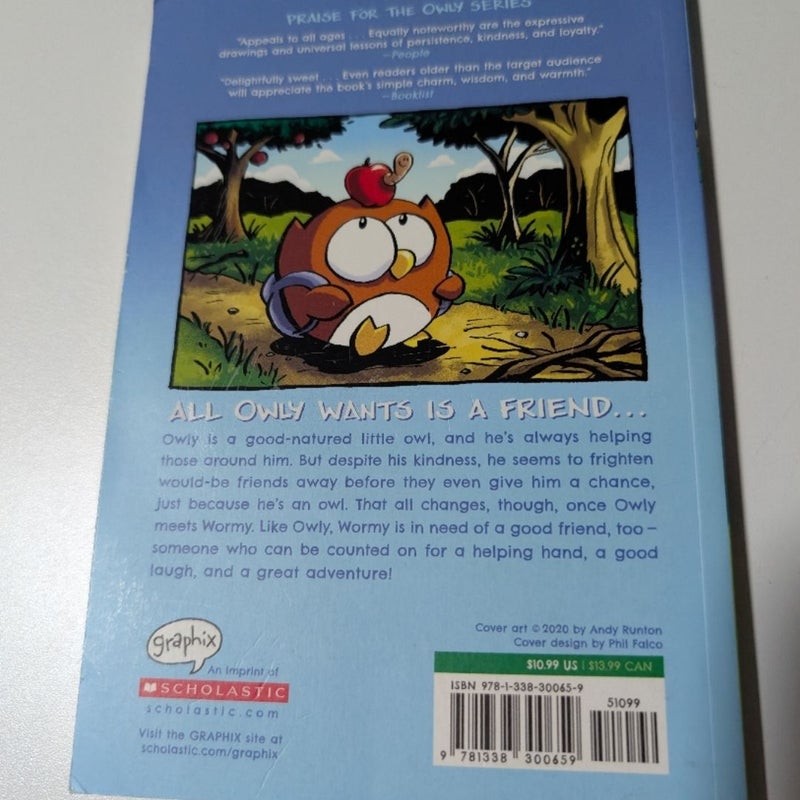 PRAISE FOR THE OWLY SERIES
"Appeals to all ages . . . Equally noteworthy are the expressive
drawings and universal lessons of persistence, kindness, and loyalty."
—People
"Delightfully sweet . . . Even readers older than the target audience
will appreciate the book's simple charm, wisdom, and warmth."
—Booklist
ALL OWLY WANTS IS A FRIEND...
Owly is a good-natured little owl, and he's always helping
those around him. But despite his kindness, he seems to frighten
would-be friends away before they even give him a chance,
just because he's an owl. That all changes, though, once Owly
meets Wormy. Like Owly, Wormy is in need of a good friend, too—
someone who can be counted on for a helping hand, a good
laugh, and a great adventure!
graphix
An Imprint of
SCHOLASTIC
scholastic.com
Visit the GRAPHIX site at
scholastic.com/graphix
Cover art © 2020 by Andy Runton
Cover design by Phil Falco
$10.99 US | $13.99 CAN
ISBN 978-1-338-30065-9
51099
9 781338 300659